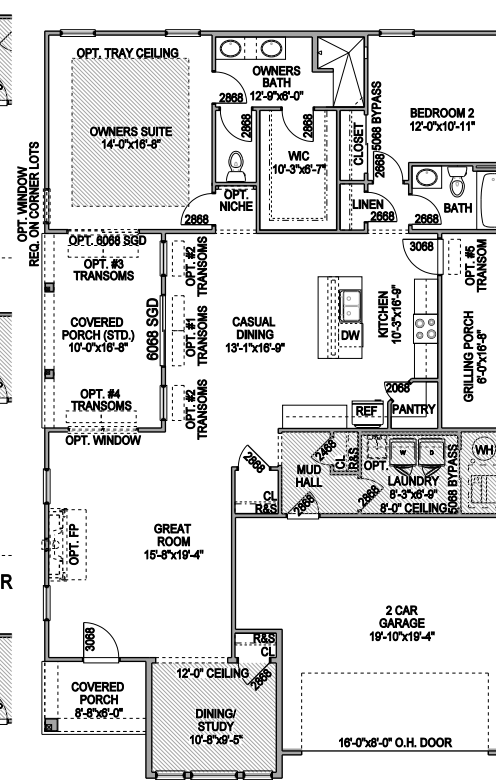 OPT. TRAY CEILING
OWNERS SUITE
14'-0"x16'-8"
OWNERS
BATH
12'-9"x6'-0"
2868
2868
2868
WIC
10'-3"x6'-7"
CLOSET
5068 BYPASS
2668
BEDROOM 2
12'-0"x10'-11"
OPT. WINDOW
REQ. ON CORNER LOTS
2868
OPT.
NICHE
LINEN
2668
2668
BATH
OPT. 6068 SGD
OPT. #3
TRANSOMS
COVERED
PORCH (STD.)
10'-0"x16'-8"
6068 SGD
OPT. #2
TRANSOMS
OPT. #1
TRANSOMS
OPT. #2
TRANSOMS
OPT. #4
TRANSOMS
OPT. WINDOW
CASUAL
DINING
13'-1"x16'-9"
DW
KITCHEN
10'-3"x16'-9"
3068
OPT. #5
TRANSOM
GRILLING PORCH
6'-0"x16'-9"
2068
REF
PANTRY
2868
CL
R&S
MUD
HALL
2468
CL
R&S
OPT.
W
D
LAUNDRY
8'-3"x6'-9"
8'-0" CEILING
5068 BYPASS
WH
2868
2868
GREAT
ROOM
15'-8"x19'-4"
OPT. FP
R
2 CAR
GARAGE
19'-10"x19'-4"
3068
R&S
CL
2868
12'-0" CEILING
COVERED
PORCH
8'-8"x6'-0"
DINING/
STUDY
10'-8"x9'-5"
16'-0"x8'-0" O.H. DOOR